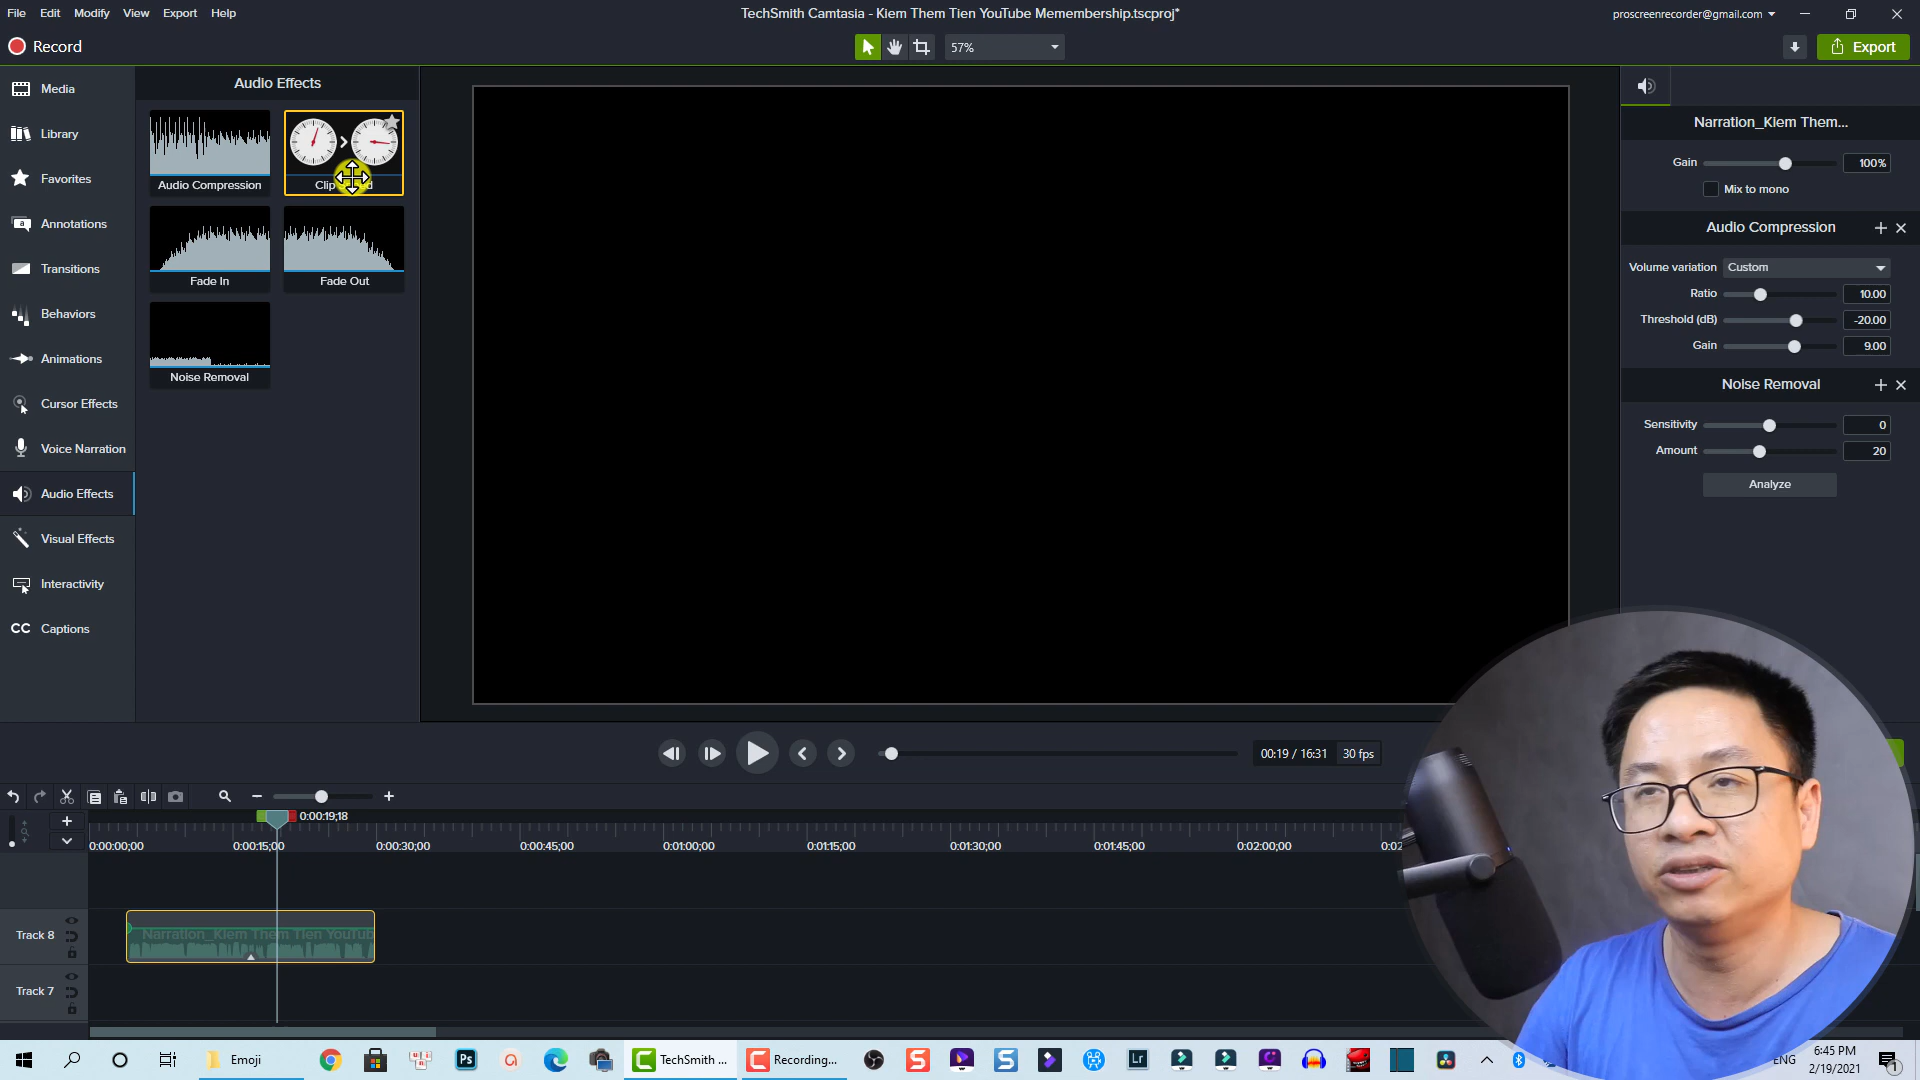 File Edit Modify View Export Help
TechSmith Camtasia - Kiem Them Tien YouTube Memembership.tscproj*
proscreenrecorder@gmail.com
Record
57%
Export
Media
Library
Favorites
Annotations
Transitions
Behaviors
Animations
Cursor Effects
Voice Narration
Audio Effects
Visual Effects
Interactivity
CC Captions
Audio Effects
Audio Compression
Fade In
Fade Out
Noise Removal
Narration_Kiem Them...
Gain 100%
Mix to mono
Audio Compression
Volume variation Custom
Ratio 10.00
Threshold (dB) -20.00
Gain 9.00
Noise Removal
Sensitivity 0
Amount 20
Analyze
00:19 / 16:31 30 fps
0:00:19;18
0:00:00;00 0:00:15;00 0:00:30;00 0:00:45;00 0:01:00;00 0:01:15;00 0:01:30;00 0:01:45;00 0:02:00;00
Track 8
Narration_Kiem Them Tien YouTub
Track 7
Emoji
Ps
TechSmith ...
Recording...
Lr
ENG
6:45 PM
2/19/2021
1